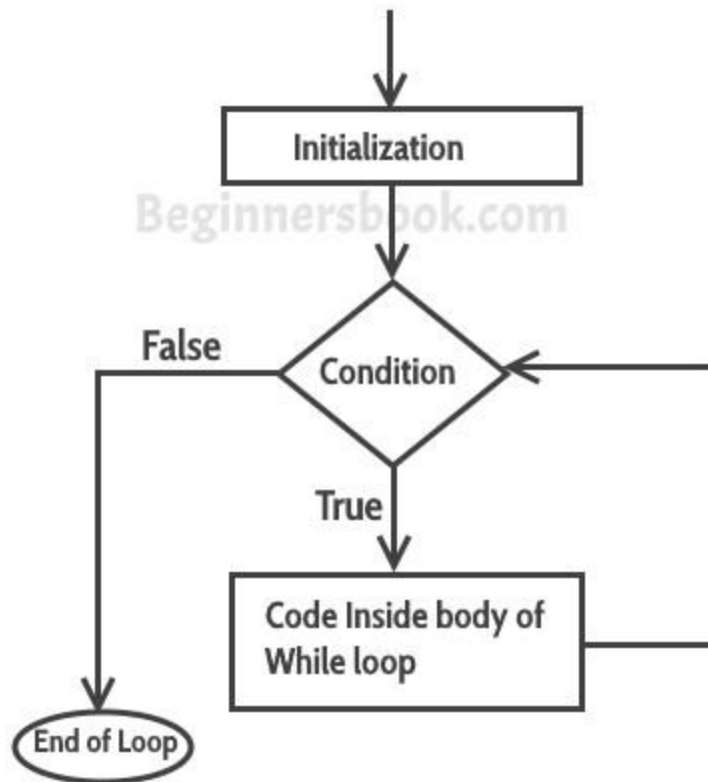 Initialization
Beginnersbook.com
False
Condition
True
Code Inside body of
While loop
End of Loop